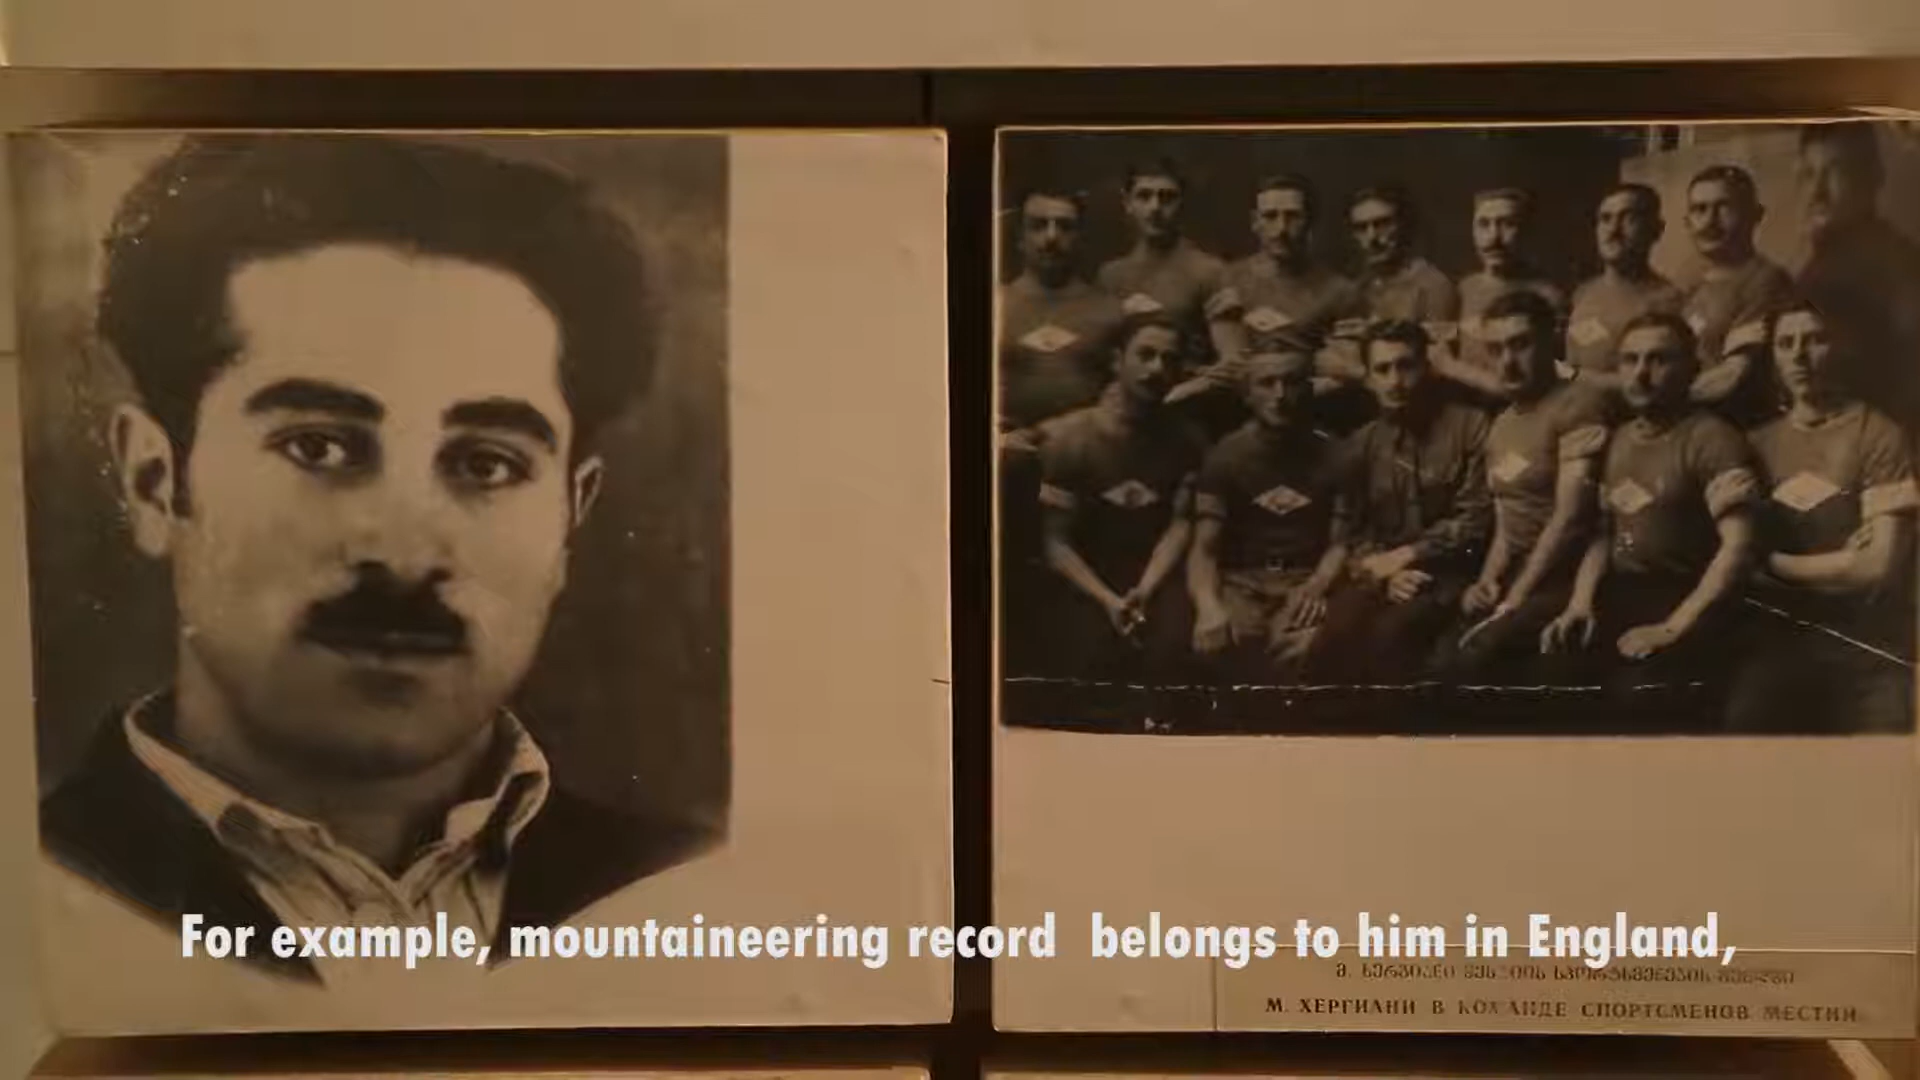 For example, mountaineering record belongs to him in England,
М. ХЕРГИАНИ В КОМАНДЕ СПОРТСМЕНОВ МЕСТИИ